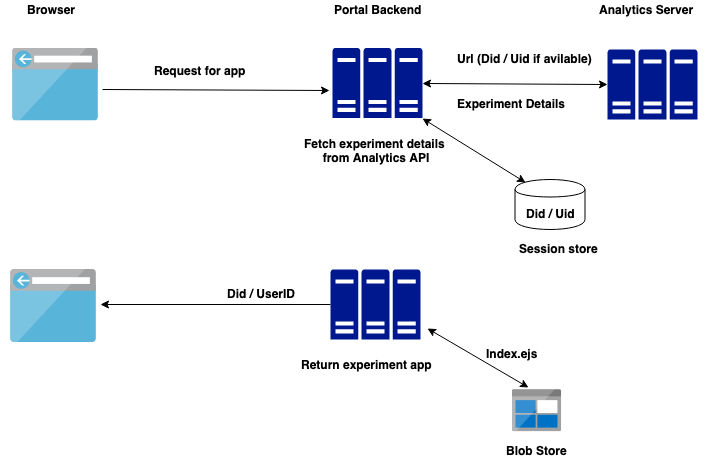 Browser
Portal Backend
Analytics Server
Request for app
Url (Did / Uid if avilable)
Experiment Details
Fetch experiment details
from Analytics API
Did / Uid
Session store
Did / UserID
Return experiment app
Index.ejs
Blob Store